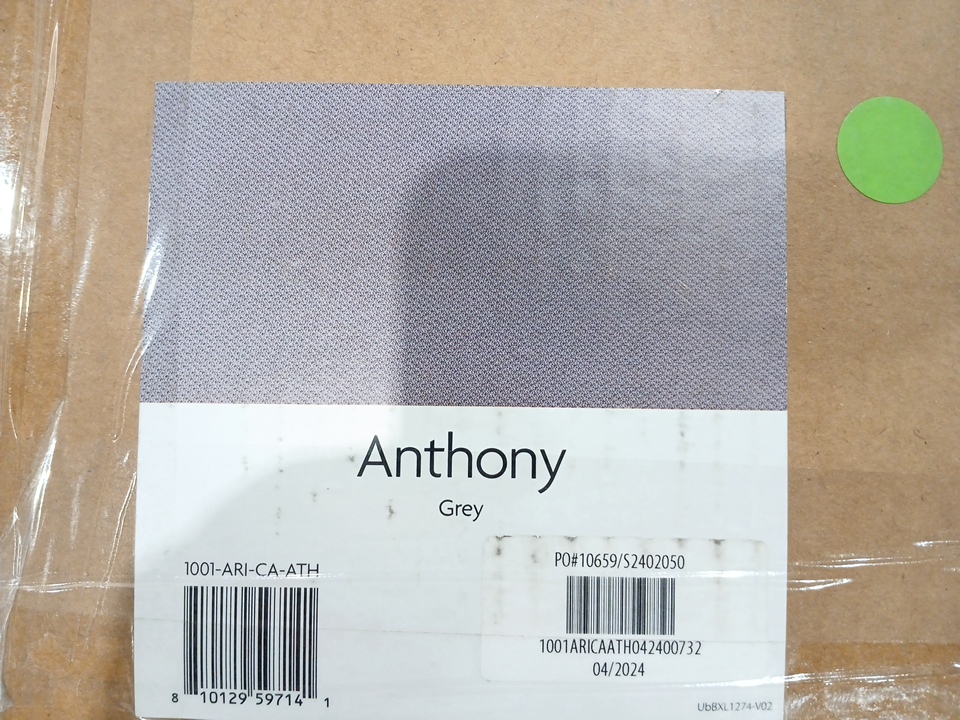 Anthony
Grey
1001-ARI-CA-ATH
8 10129 59714 1
PO#10659/S2402050
1001ARICAATH042400732
04/2024
UbBXL1274-V02